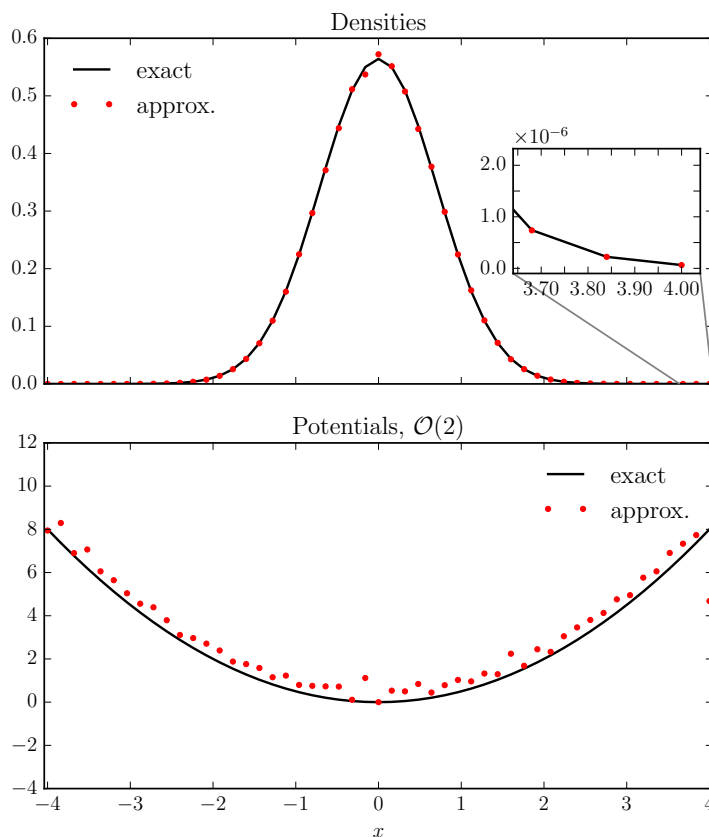 Densities
0.6
0.5
0.4
0.3
0.2
0.1
0.0
exact
approx.
×10⁻⁶
2.0
1.0
0.0
3.70 3.80 3.90 4.00
Potentials, 𝒪(2)
12
10
8
6
4
2
0
−2
−4
exact
approx.
−4 −3 −2 −1 0 1 2 3 4
x